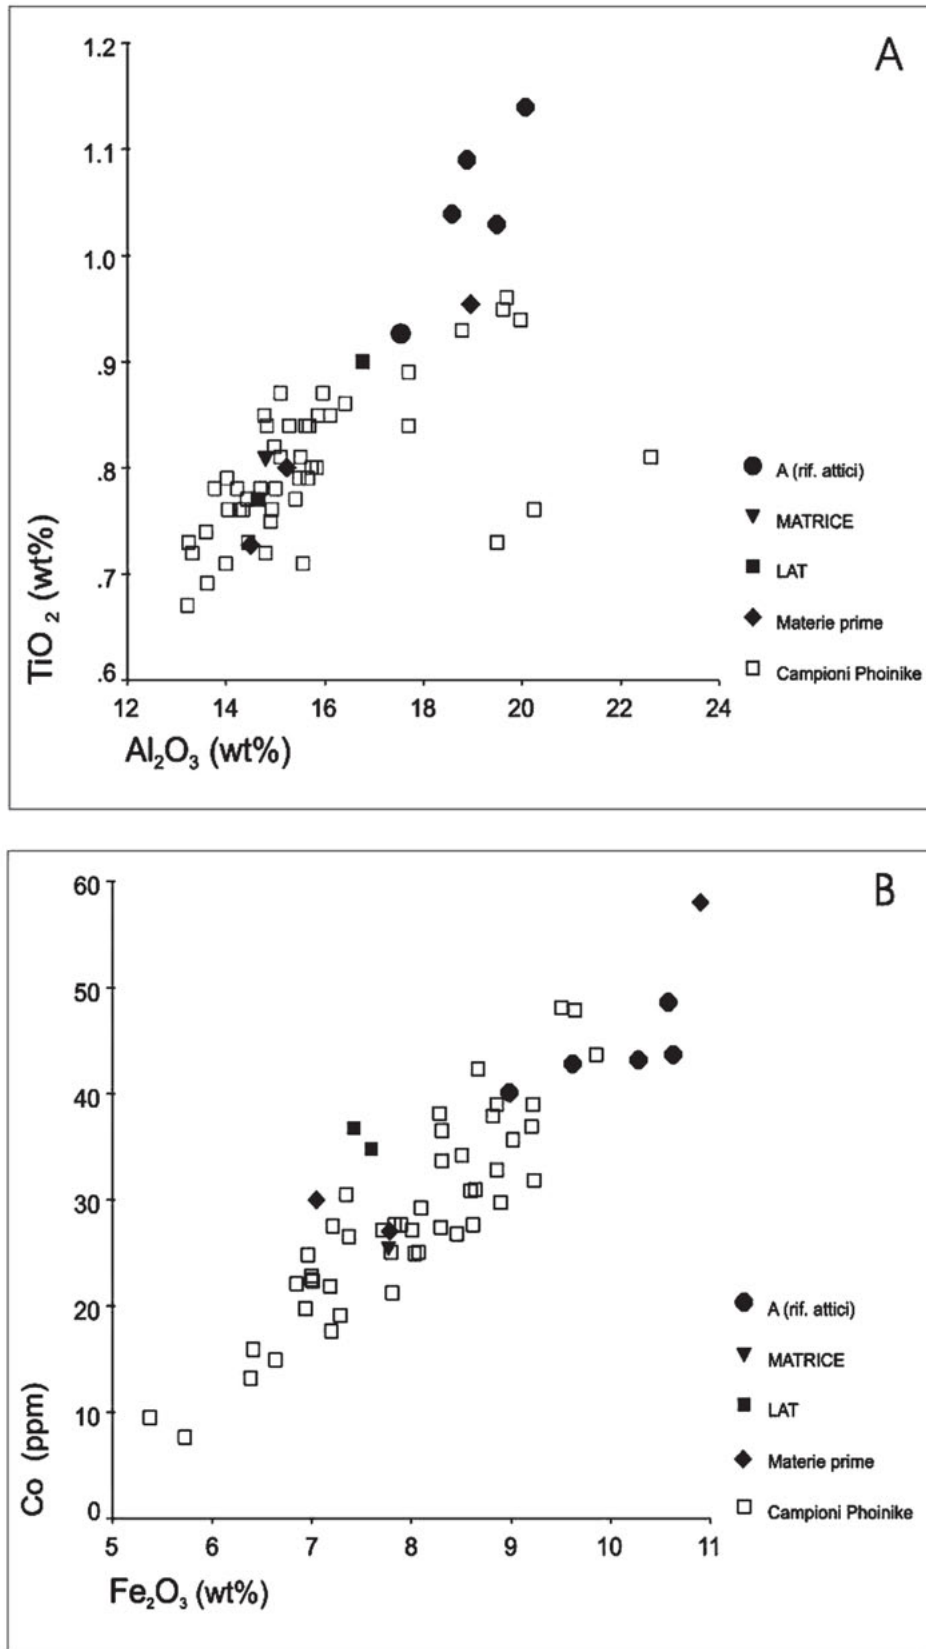 A
1.2
1.1
1.0
.9
.8
.7
.6
TiO2 (wt%)
12 14 16 18 20 22 24
Al2O3 (wt%)
A (rif. attici)
MATRICE
LAT
Materie prime
Campioni Phoinike
B
60
50
40
30
20
10
0
Co (ppm)
5 6 7 8 9 10 11
Fe2O3 (wt%)
A (rif. attici)
MATRICE
LAT
Materie prime
Campioni Phoinike